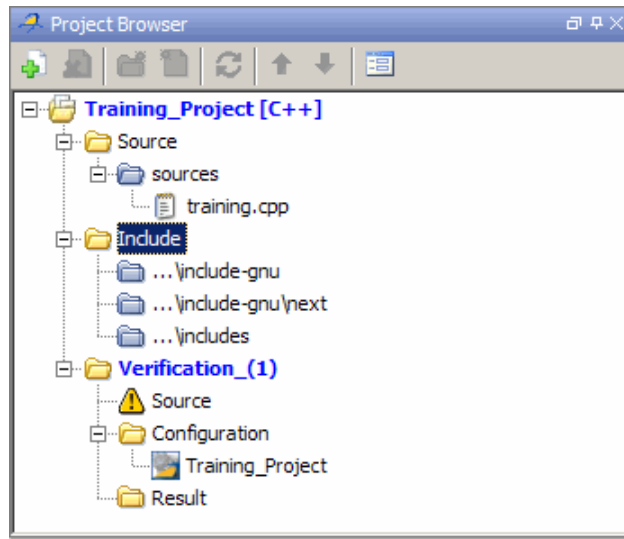 Project Browser
Training_Project [C++]
Source
sources
training.cpp
Include
...\include-gnu
...\include-gnu\next
...\includes
Verification_(1)
Source
Configuration
Training_Project
Result